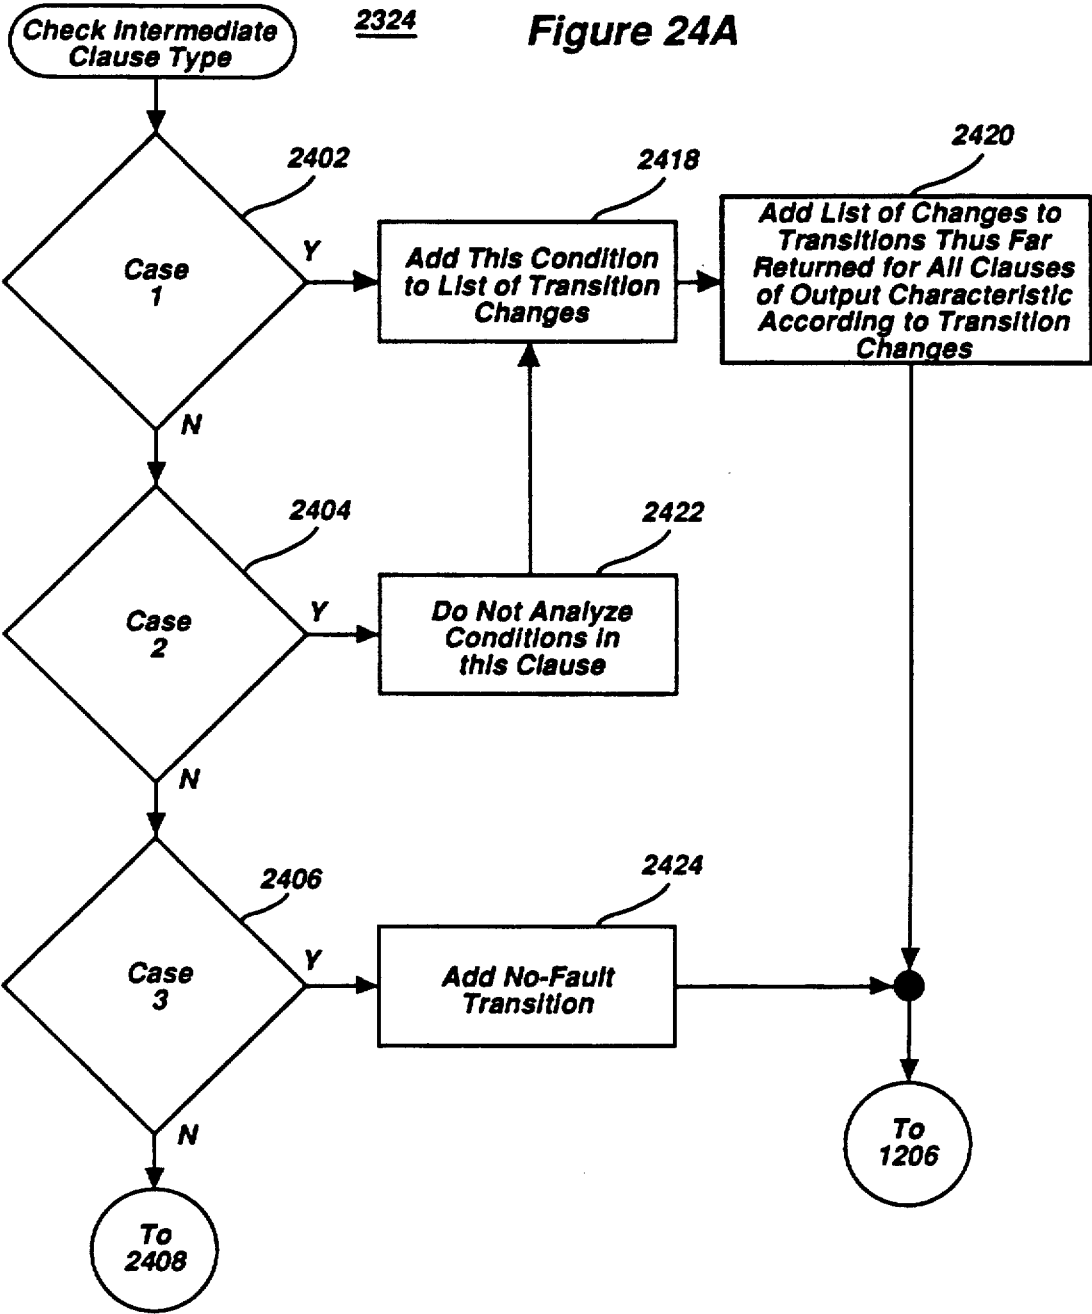 Check Intermediate
Clause Type
2324
Figure 24A
2402
2418
2420
Case
1
Y
Add This Condition
to List of Transition
Changes
Add List of Changes to
Transitions Thus Far
Returned for All Clauses
of Output Characteristic
According to Transition
Changes
N
2404
2422
Case
2
Y
Do Not Analyze
Conditions in
this Clause
N
2406
2424
Case
3
Y
Add No-Fault
Transition
N
To
1206
To
2408